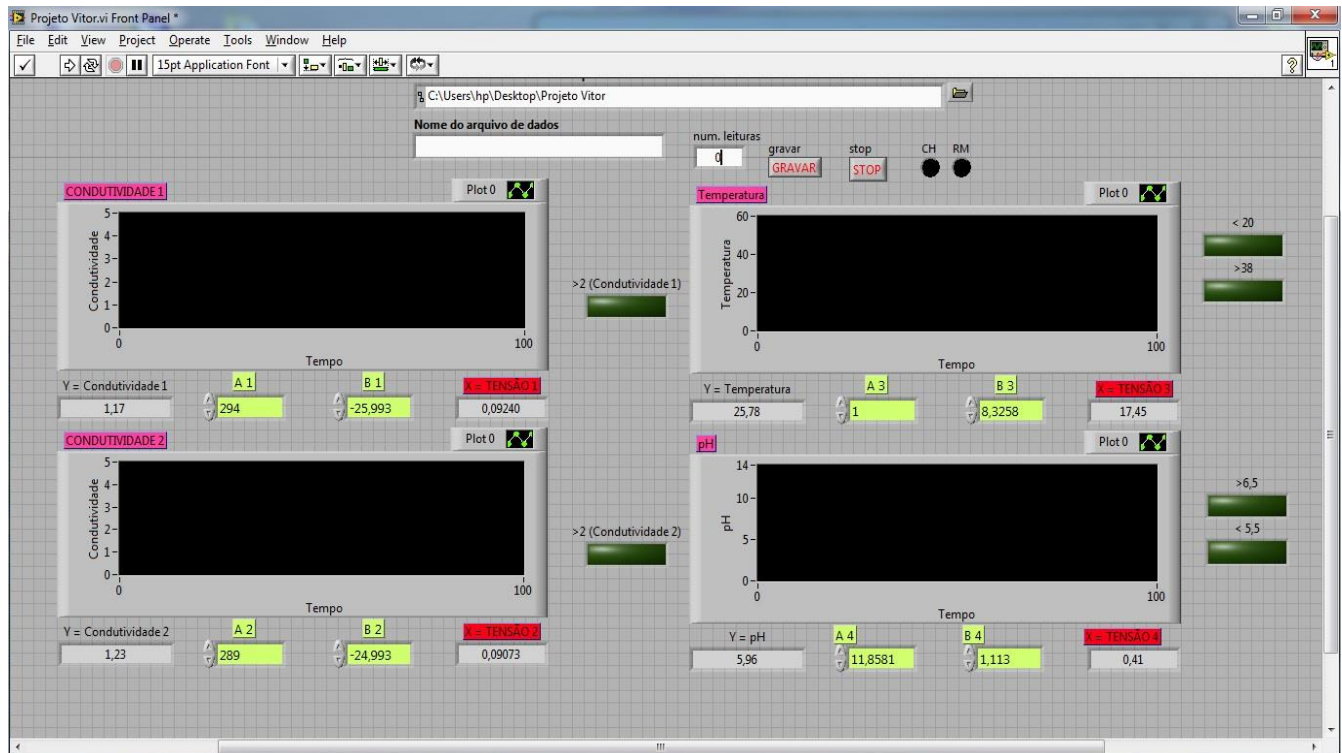 Projeto Vitor.vi Front Panel *
File Edit View Project Operate Tools Window Help
15pt Application Font
1
C:\Users\hp\Desktop\Projeto Vitor
Nome do arquivo de dados
num. leituras
0
gravar
GRAVAR
stop
STOP
CH RM
CONDUTIVIDADE 1
Plot 0
Condutividade
5
4
3
2
1
0
0 100
Tempo
>2 (Condutividade 1)
Y = Condutividade 1 A 1 B 1 X = TENSÃO 1
1,17 294 -25,993 0,09240
Temperatura
Plot 0
Temperatura
60
40
20
0
0 100
Tempo
< 20
>38
Y = Temperatura A 3 B 3 X = TENSÃO 3
25,78 1 8,3258 17,45
CONDUTIVIDADE 2
Plot 0
Condutividade
5
4
3
2
1
0
0 100
Tempo
>2 (Condutividade 2)
Y = Condutividade 2 A 2 B 2 X = TENSÃO 2
1,23 289 -24,993 0,09073
pH
Plot 0
pH
14
10
5
0
0 100
Tempo
>6,5
< 5,5
Y = pH A 4 B 4 X = TENSÃO 4
5,96 11,8581 1,113 0,41